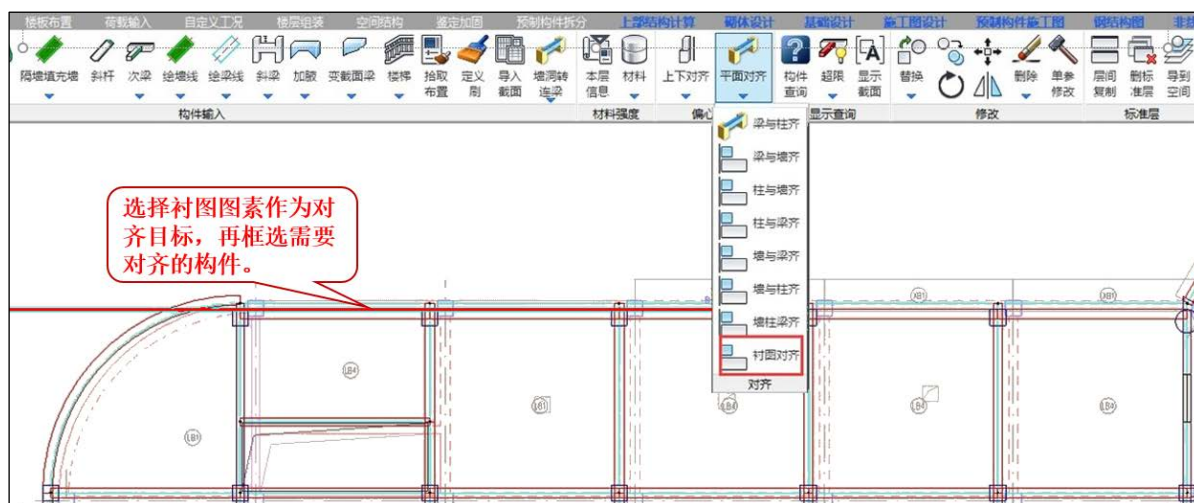 楼板布置 荷载输入 自定义工况 楼层组装 空间结构 鉴定加固 预制构件拆分 上部结构计算 砌体设计 基础设计 施工图设计 预制构件施工图 钢结构图
隔墙填充墙 斜杆 次梁 绘墙线 绘梁线 斜梁 加腋 变截面梁 楼梯 拾取布置 定义刷 导入截面 墙洞转连梁 本层信息 材料 上下对齐 平面对齐 构件查询 超限 显示截面 替换 删除 单参修改 层间复制 删标准层 导到空间
构件输入 材料强度 偏心 显示查询 修改 标准层
梁与柱齐
梁与墙齐
柱与墙齐
柱与梁齐
墙与梁齐
墙与柱齐
墙柱梁齐
衬图对齐
对齐
选择衬图图素作为对
齐目标，再框选需要
对齐的构件。
XB1 XB1
LB4
LB1 LB4 LB4 LB4
LB3